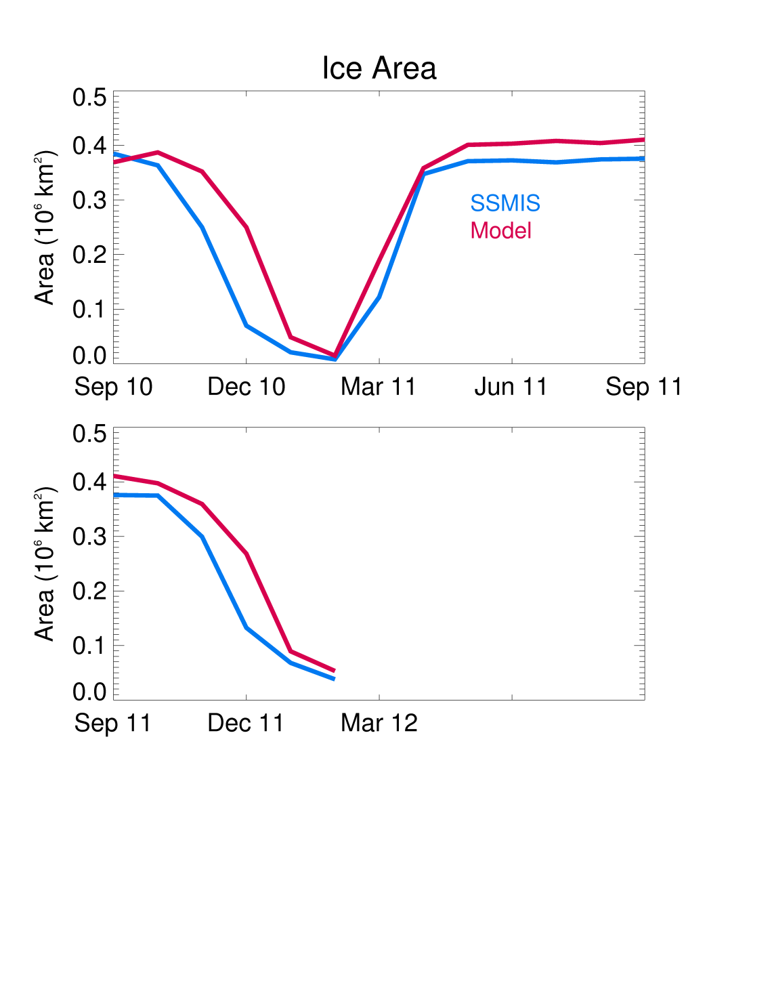 Ice Area
0.5
0.4
0.3
0.2
0.1
0.0
Area (10⁶ km²)
SSMIS
Model
Sep 10 Dec 10 Mar 11 Jun 11 Sep 11
0.5
0.4
0.3
0.2
0.1
0.0
Area (10⁶ km²)
Sep 11 Dec 11 Mar 12